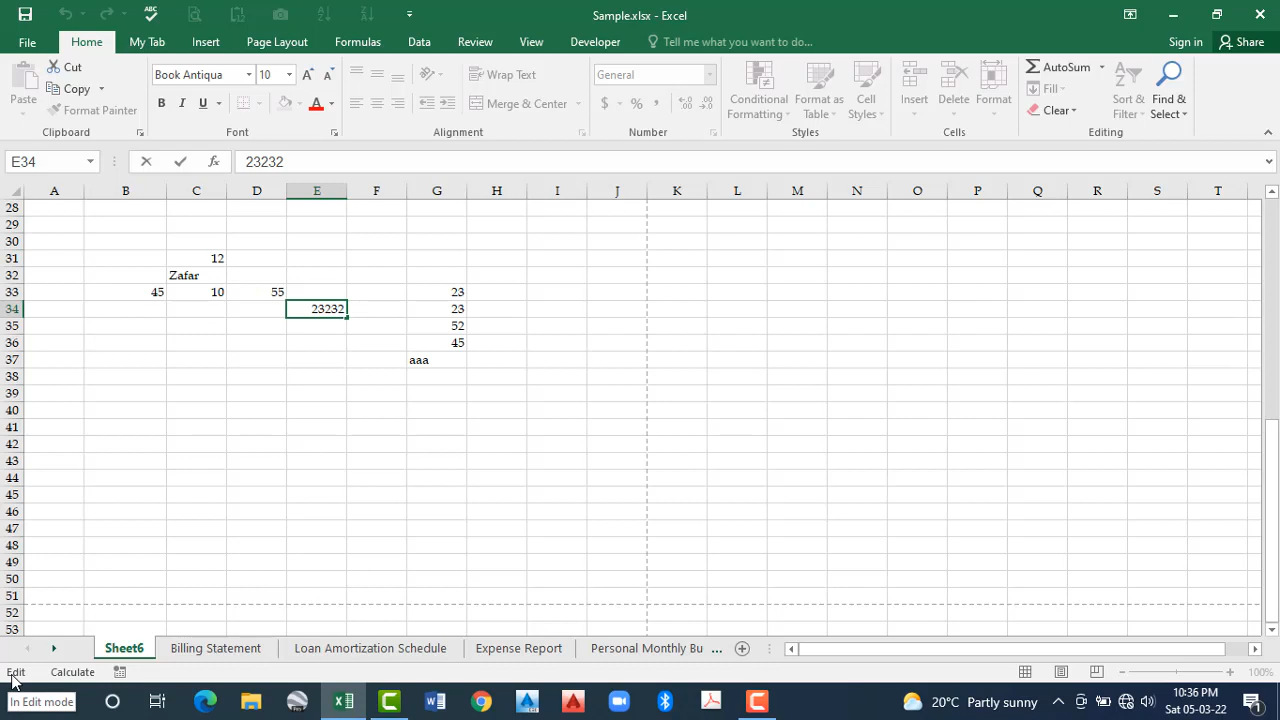 Sample.xlsx - Excel
File Home My Tab Insert Page Layout Formulas Data Review View Developer Tell me what you want to do... Sign in Share
Paste Cut Copy Format Painter Clipboard
Book Antiqua 10 B I U A Font
Wrap Text Merge & Center Alignment
General $ % , Number
Conditional Formatting Format as Table Cell Styles Styles
Insert Delete Format Cells
AutoSum Fill Clear Sort & Filter Find & Select Editing
E34 fx 23232
A B C D E F G H I J K L M N O P Q R S T
28
29
30
31 12
32 Zafar
33 45 10 55 23
34 23232 23
35 52
36 45
37 aaa
38
39
40
41
42
43
44
45
46
47
48
49
50
51
52
53
Sheet6 Billing Statement Loan Amortization Schedule Expense Report Personal Monthly Bu ...
Edit Calculate 100%
In Edit mode
20°C Partly sunny 10:36 PM
Sat 05-03-22 1